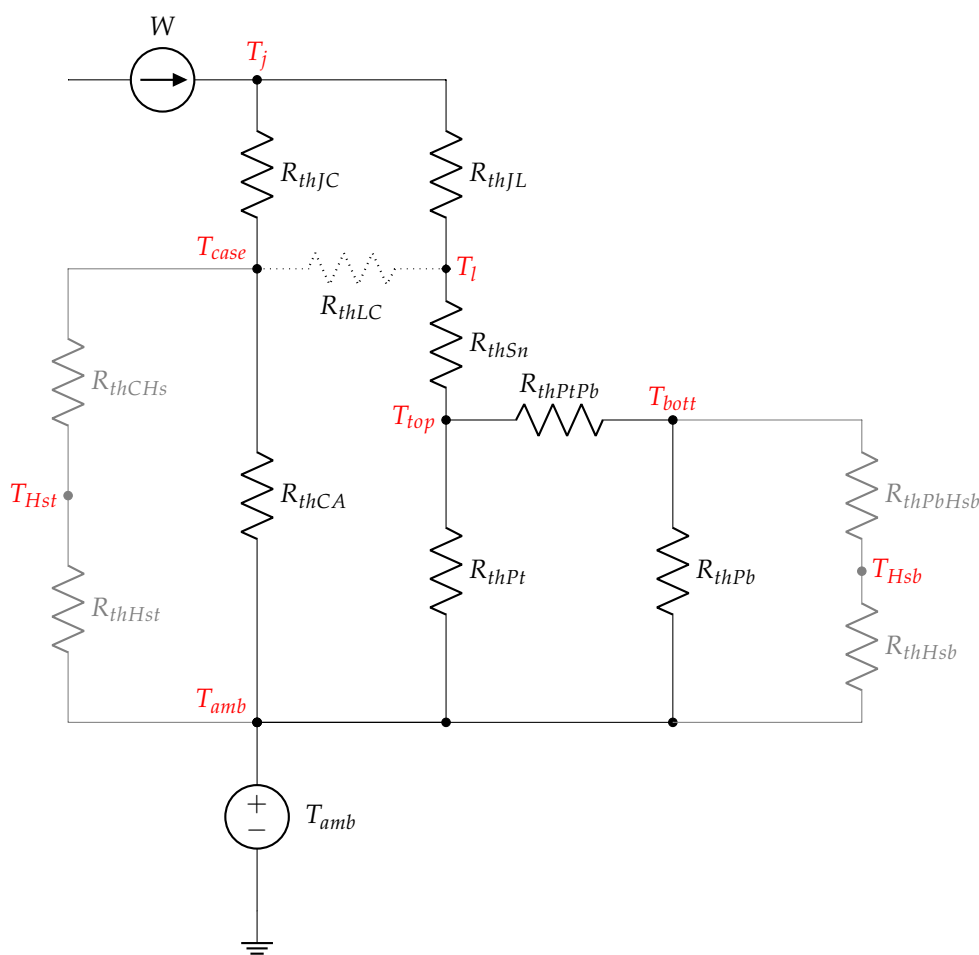 W
T_j
R_thJC
R_thJL
T_case
T_l
R_thLC
R_thSn
R_thCHs
R_thPtPb
T_bott
T_top
R_thPbHsb
T_Hst
R_thCA
R_thPt
R_thPb
T_Hsb
R_thHst
R_thHsb
T_amb
+
−
T_amb